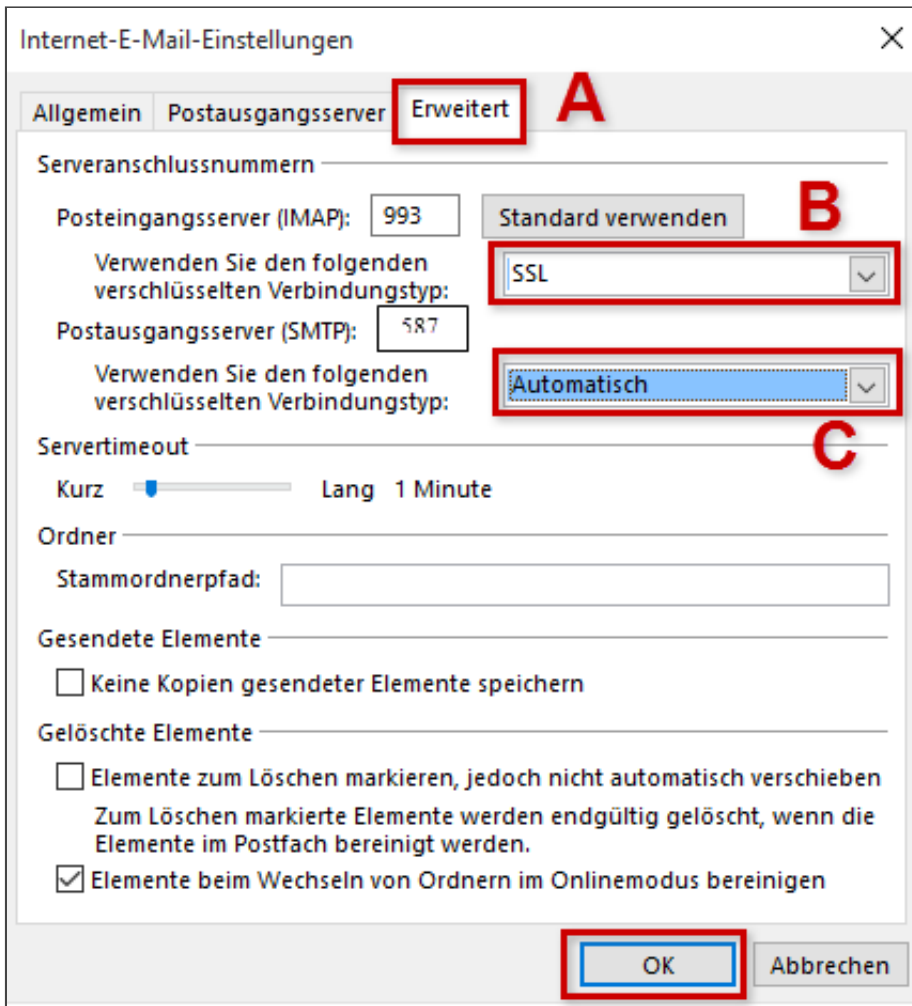 Internet-E-Mail-Einstellungen
Allgemein Postausgangsserver Erweitert A
Serveranschlussnummern
Posteingangsserver (IMAP): 993 Standard verwenden B
Verwenden Sie den folgenden
verschlüsselten Verbindungstyp: SSL
Postausgangsserver (SMTP): 587
Verwenden Sie den folgenden
verschlüsselten Verbindungstyp: Automatisch
C
Servertimeout
Kurz Lang 1 Minute
Ordner
Stammordnerpfad:
Gesendete Elemente
Keine Kopien gesendeter Elemente speichern
Gelöschte Elemente
Elemente zum Löschen markieren, jedoch nicht automatisch verschieben
Zum Löschen markierte Elemente werden endgültig gelöscht, wenn die
Elemente im Postfach bereinigt werden.
Elemente beim Wechseln von Ordnern im Onlinemodus bereinigen
OK Abbrechen